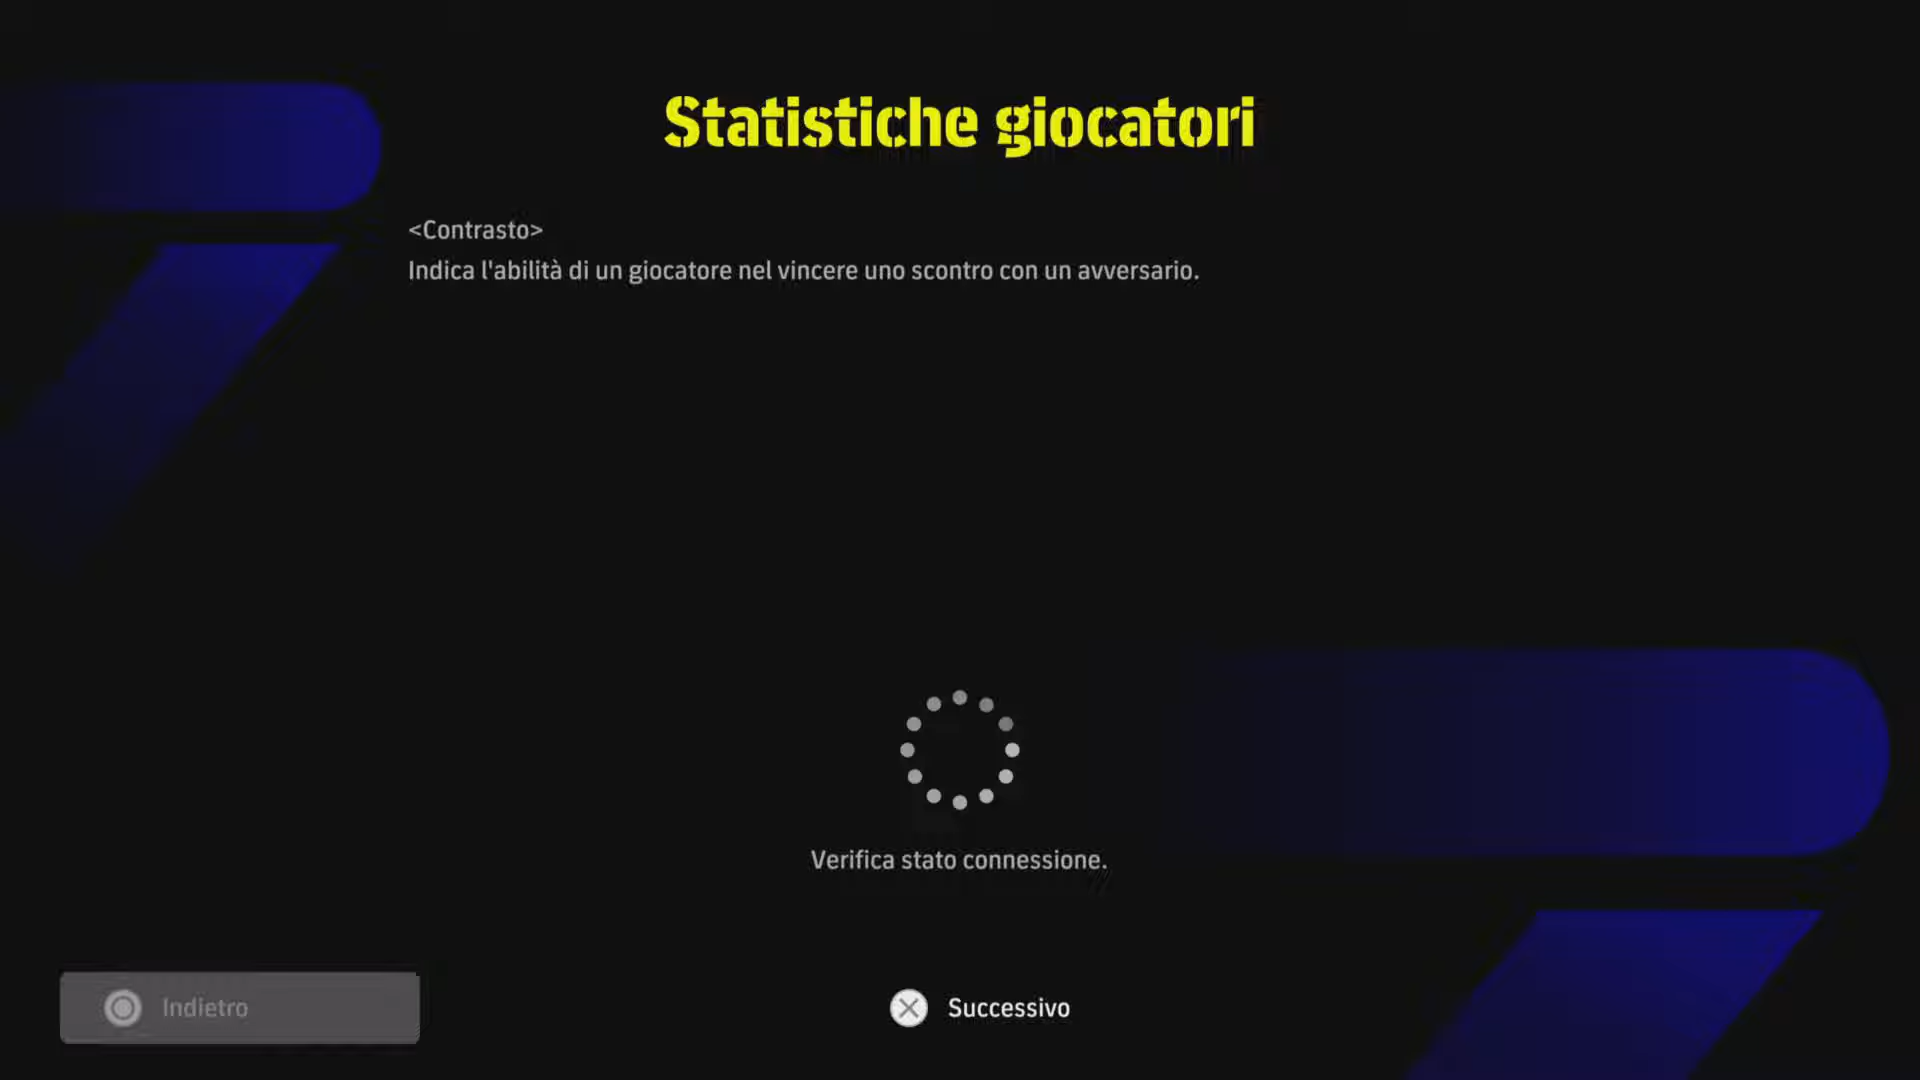 Statistiche giocatori
<Contrasto>
Indica l'abilità di un giocatore nel vincere uno scontro con un avversario.
Verifica stato connessione.
Indietro
Successivo